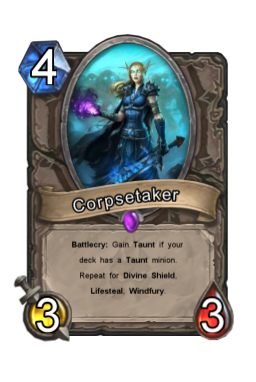 4
Corpsetaker
Battlecry: Gain Taunt if your
deck has a Taunt minion.
Repeat for Divine Shield,
Lifesteal, Windfury.
3
3